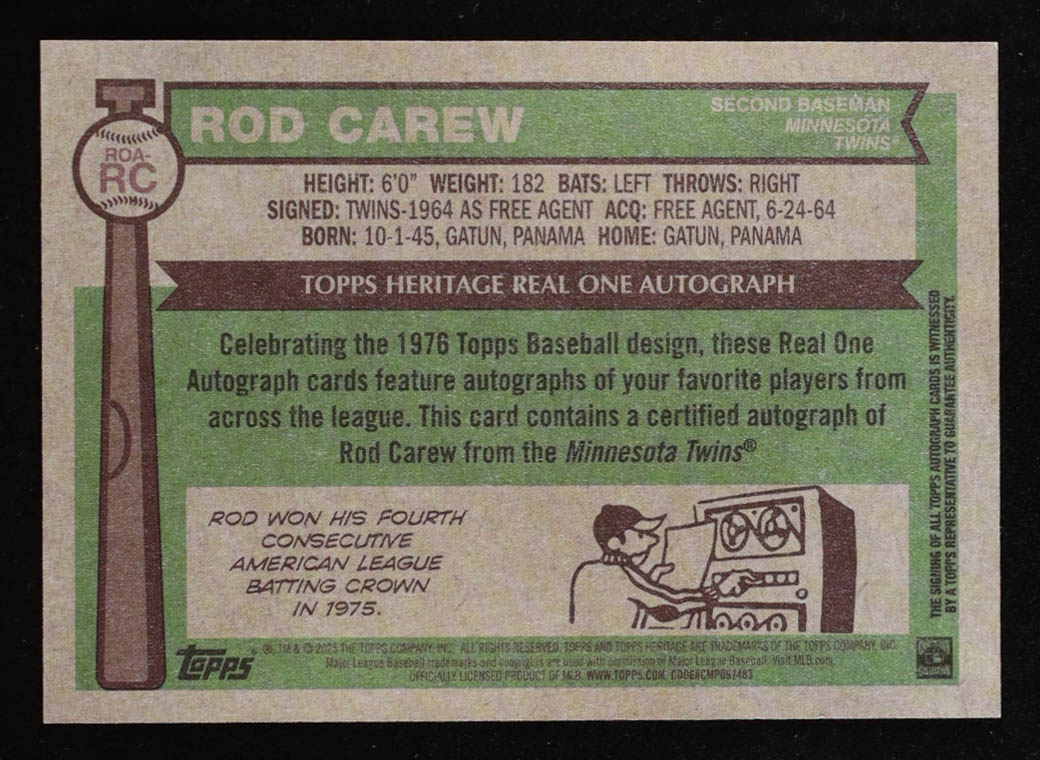 ROD CAREW
SECOND BASEMAN
MINNESOTA
TWINS®
ROA-
RC
HEIGHT: 6'0" WEIGHT: 182 BATS: LEFT THROWS: RIGHT
SIGNED: TWINS-1964 AS FREE AGENT ACQ: FREE AGENT, 6-24-64
BORN: 10-1-45, GATUN, PANAMA HOME: GATUN, PANAMA
TOPPS HERITAGE REAL ONE AUTOGRAPH
Celebrating the 1976 Topps Baseball design, these Real One
Autograph cards feature autographs of your favorite players from
across the league. This card contains a certified autograph of
Rod Carew from the Minnesota Twins®
ROD WON HIS FOURTH
CONSECUTIVE
AMERICAN LEAGUE
BATTING CROWN
IN 1975.
THE SIGNING OF ALL TOPPS AUTOGRAPH CARDS IS WITNESSED
BY A TOPPS REPRESENTATIVE TO GUARANTEE AUTHENTICITY.
topps
®, TM & © 2025 THE TOPPS COMPANY, INC. ALL RIGHTS RESERVED. TOPPS AND TOPPS HERITAGE ARE TRADEMARKS OF THE TOPPS COMPANY, INC.
Major League Baseball trademarks and copyrights are used with permission of Major League Baseball. Visit MLB.com.
OFFICIALLY LICENSED PRODUCT OF MLB. WWW.TOPPS.COM.